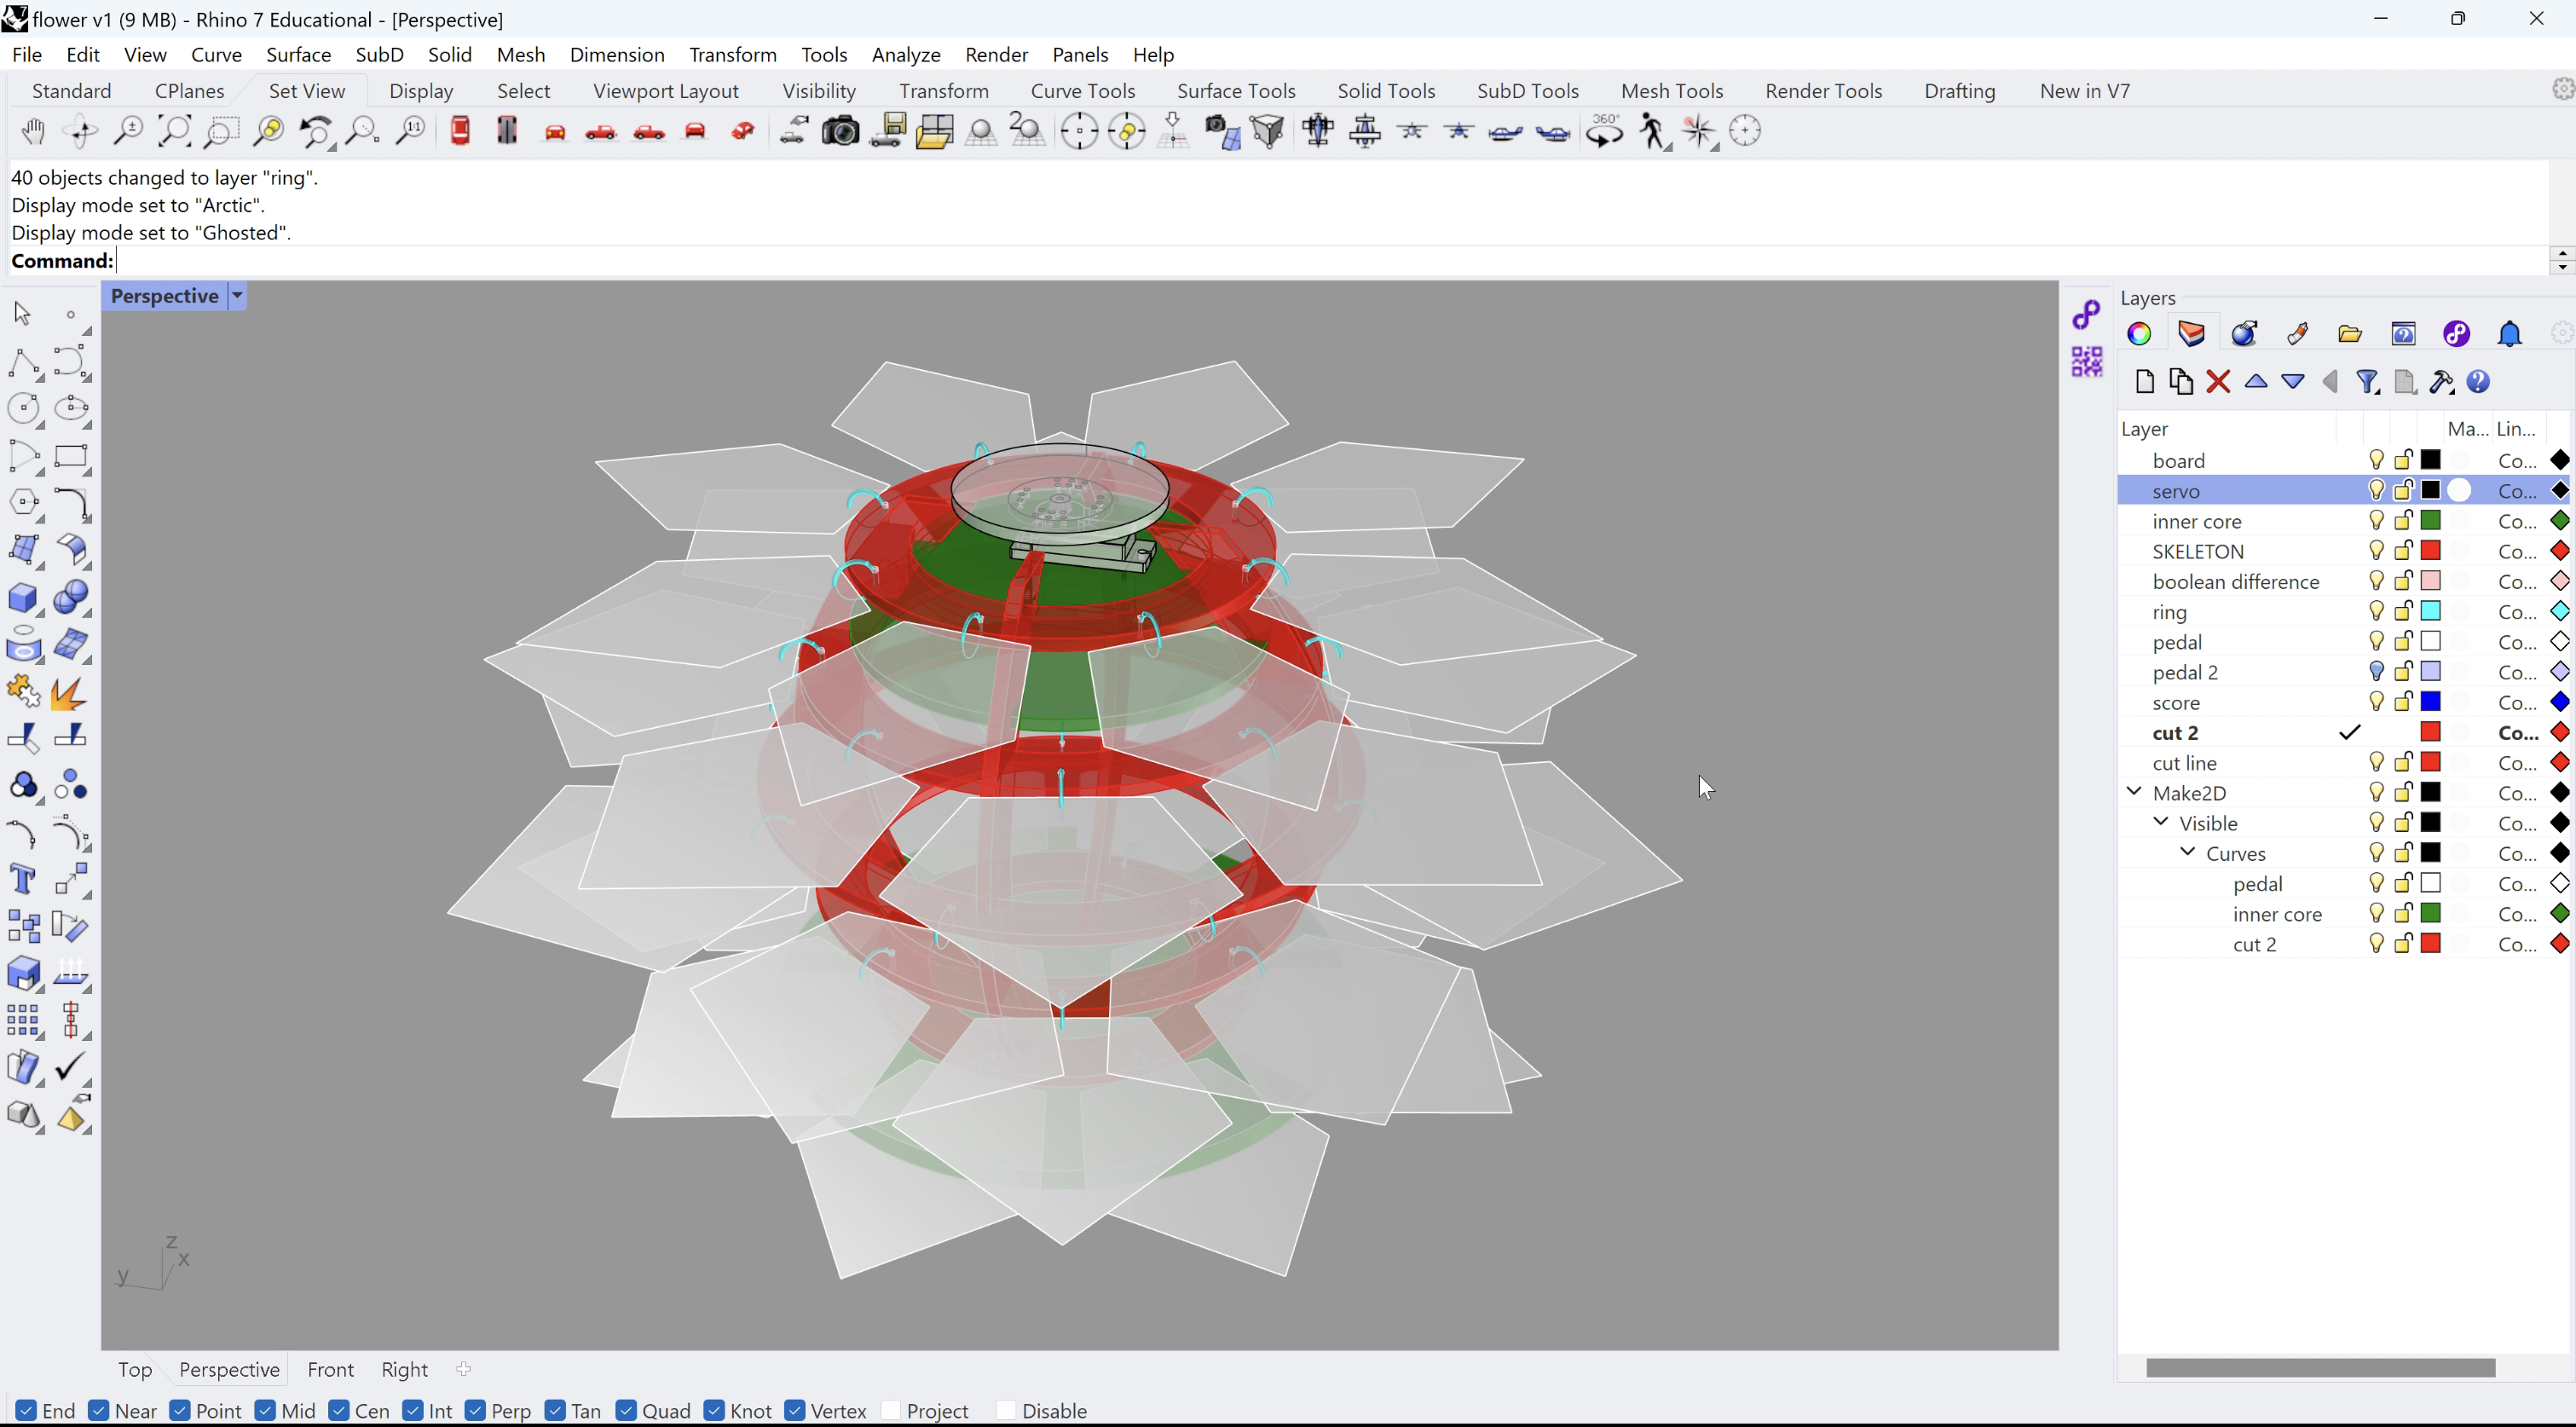 flower v1 (9 MB) - Rhino 7 Educational - [Perspective]
File Edit View Curve Surface SubD Solid Mesh Dimension Transform Tools Analyze Render Panels Help
Standard CPlanes Set View Display Select Viewport Layout Visibility Transform Curve Tools Surface Tools Solid Tools SubD Tools Mesh Tools Render Tools Drafting New in V7
1:1 2 360°
40 objects changed to layer "ring".
Display mode set to "Arctic".
Display mode set to "Ghosted".
Command:
Perspective
Layers
Layer Ma... Lin...
board Co...
servo Co...
inner core Co...
SKELETON Co...
boolean difference Co...
ring Co...
pedal Co...
pedal 2 Co...
score Co...
cut 2 Co...
cut line Co...
Make2D Co...
Visible Co...
Curves Co...
pedal Co...
inner core Co...
cut 2 Co...
z
x
y
Top Perspective Front Right
End Near Point Mid Cen Int Perp Tan Quad Knot Vertex Project Disable